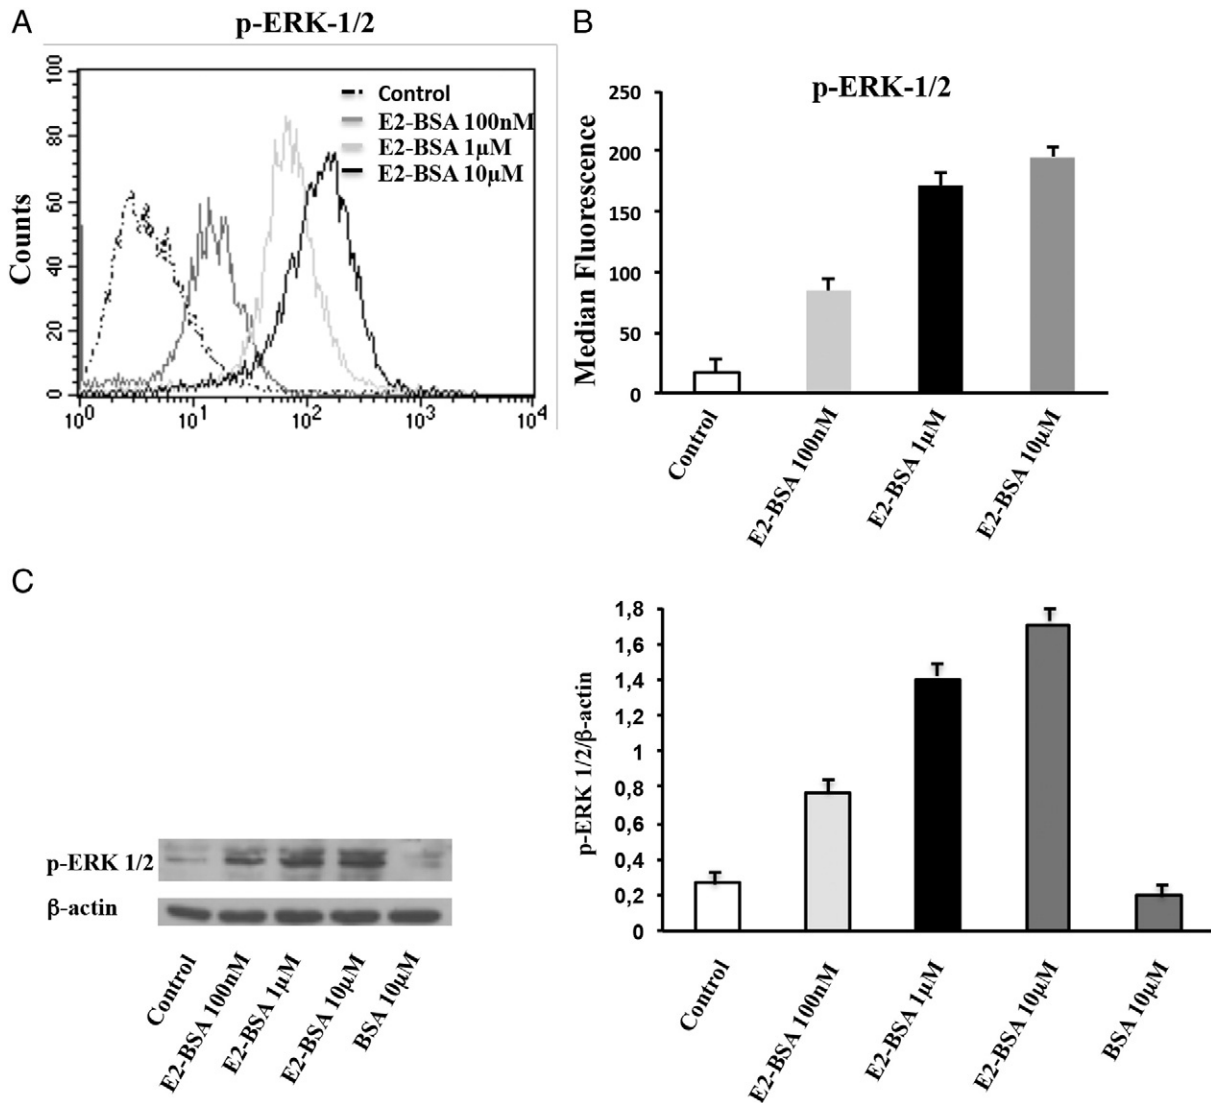 A
p-ERK-1/2
Control
E2-BSA 100nM
E2-BSA 1µM
E2-BSA 10µM
Counts
100
80
60
40
20
0
10^0 10^1 10^2 10^3 10^4
B
p-ERK-1/2
Median Fluorescence
250
200
150
100
50
0
Control
E2-BSA 100nM
E2-BSA 1µM
E2-BSA 10µM
C
p-ERK 1/2
β-actin
Control
E2-BSA 100nM
E2-BSA 1µM
E2-BSA 10µM
BSA 10µM
p-ERK 1/2/β-actin
1,8
1,6
1,4
1,2
1
0,8
0,6
0,4
0,2
0
Control
E2-BSA 100nM
E2-BSA 1µM
E2-BSA 10µM
BSA 10µM